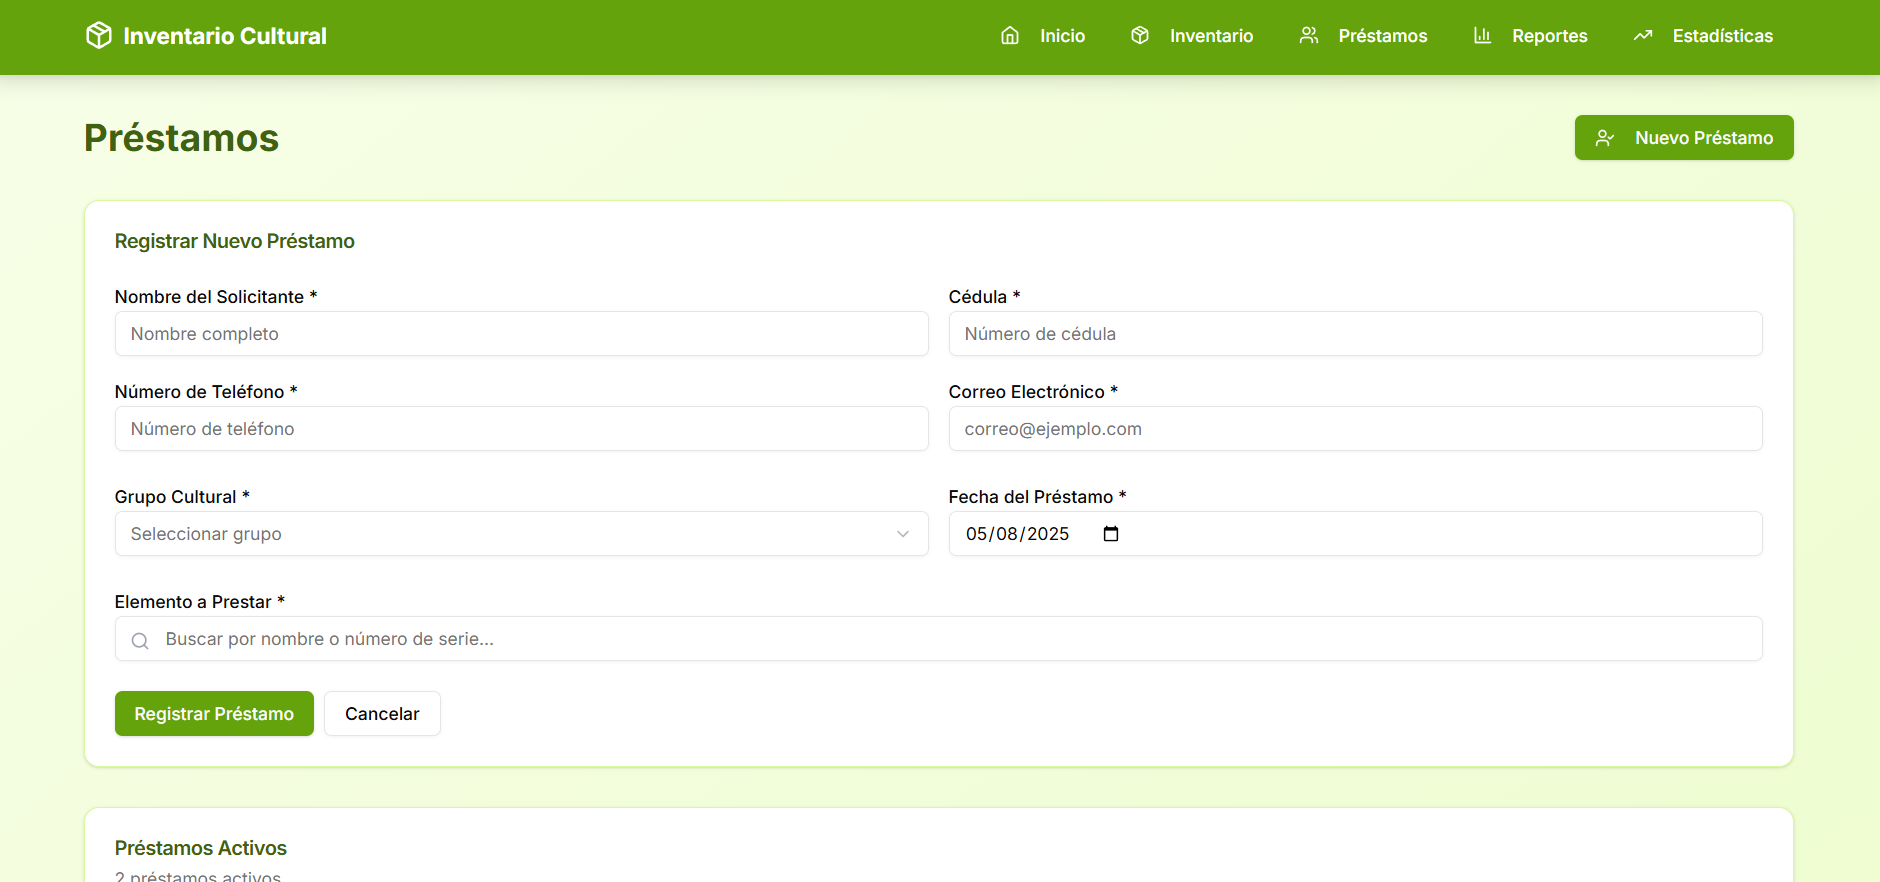 Inventario Cultural
Inicio
Inventario
Préstamos
Reportes
Estadísticas
Préstamos
Nuevo Préstamo
Registrar Nuevo Préstamo
Nombre del Solicitante *
Cédula *
Nombre completo
Número de cédula
Número de Teléfono *
Correo Electrónico *
Número de teléfono
correo@ejemplo.com
Grupo Cultural *
Fecha del Préstamo *
Seleccionar grupo
05/08/2025
Elemento a Prestar *
Buscar por nombre o número de serie...
Registrar Préstamo
Cancelar
Préstamos Activos
2 préstamos activos